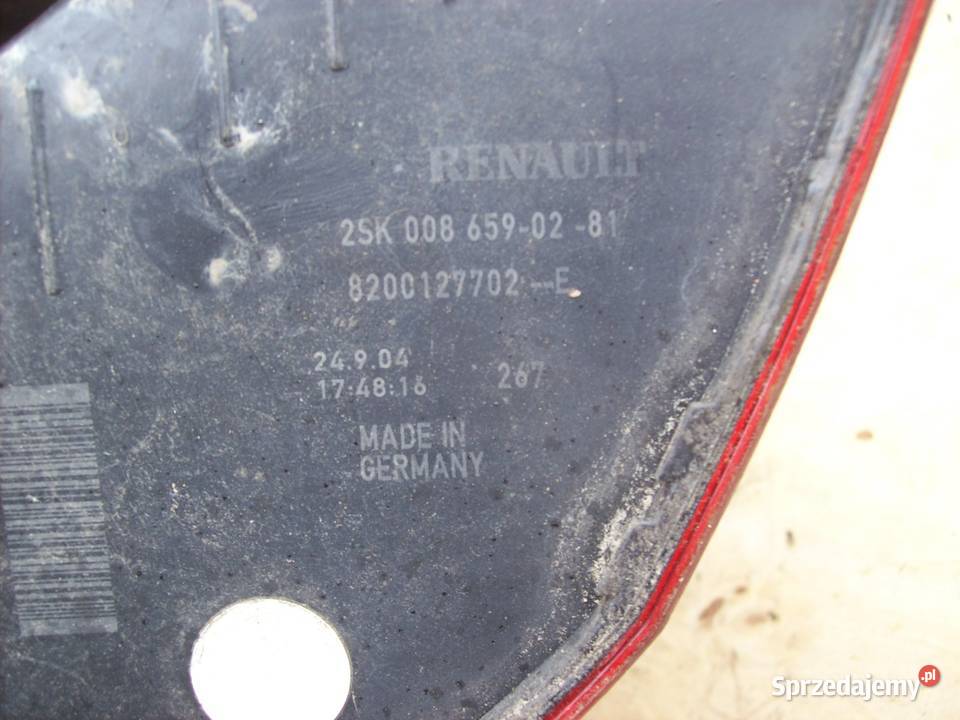 RENAULT
2SK 008 659-02 -81
8200127702--E
24.9.04
17:48:16 267
MADE IN
GERMANY
Sprzedajemy.pl